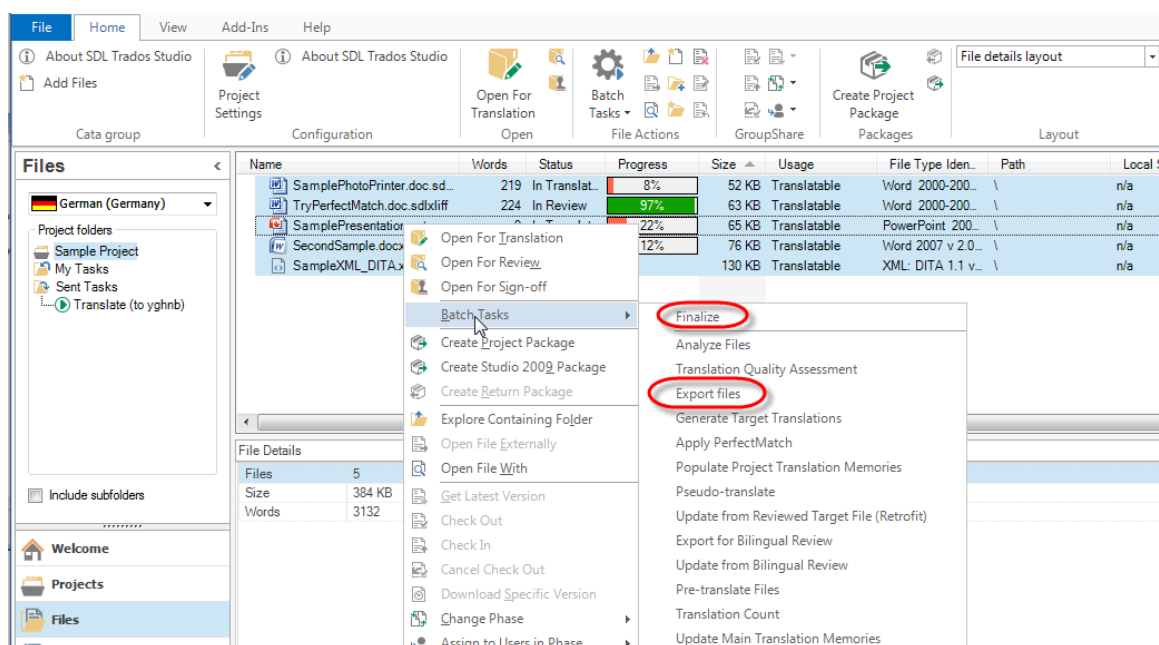 File Home View Add-Ins Help
About SDL Trados Studio
Add Files
Cata group
Project Settings
About SDL Trados Studio
Configuration
Open For Translation
Open
Batch Tasks
File Actions
GroupShare
Create Project Package
Packages
File details layout
Layout
Files
German (Germany)
Project folders
Sample Project
My Tasks
Sent Tasks
Translate (to yghnb)
Include subfolders
Welcome
Projects
Files
Name Words Status Progress Size Usage File Type Iden... Path Local
SamplePhotoPrinter.doc.sd... 219 In Translat... 8% 52 KB Translatable Word 2000-200... \ n/a
TryPerfectMatch.doc.sdlxliff 224 In Review 97% 63 KB Translatable Word 2000-200... \ n/a
SamplePresentation 22% 65 KB Translatable PowerPoint 200... \ n/a
SecondSample.docx 12% 76 KB Translatable Word 2007 v 2.0... \ n/a
SampleXML_DITA.x 130 KB Translatable XML: DITA 1.1 v... \ n/a
File Details
Files 5
Size 384 KB
Words 3132
Open For Translation
Open For Review
Open For Sign-off
Batch Tasks
Create Project Package
Create Studio 2009 Package
Create Return Package
Explore Containing Folder
Open File Externally
Open File With
Get Latest Version
Check Out
Check In
Cancel Check Out
Download Specific Version
Change Phase
Assign to Users in Phase
Finalize
Analyze Files
Translation Quality Assessment
Export files
Generate Target Translations
Apply PerfectMatch
Populate Project Translation Memories
Pseudo-translate
Update from Reviewed Target File (Retrofit)
Export for Bilingual Review
Update from Bilingual Review
Pre-translate Files
Translation Count
Update Main Translation Memories